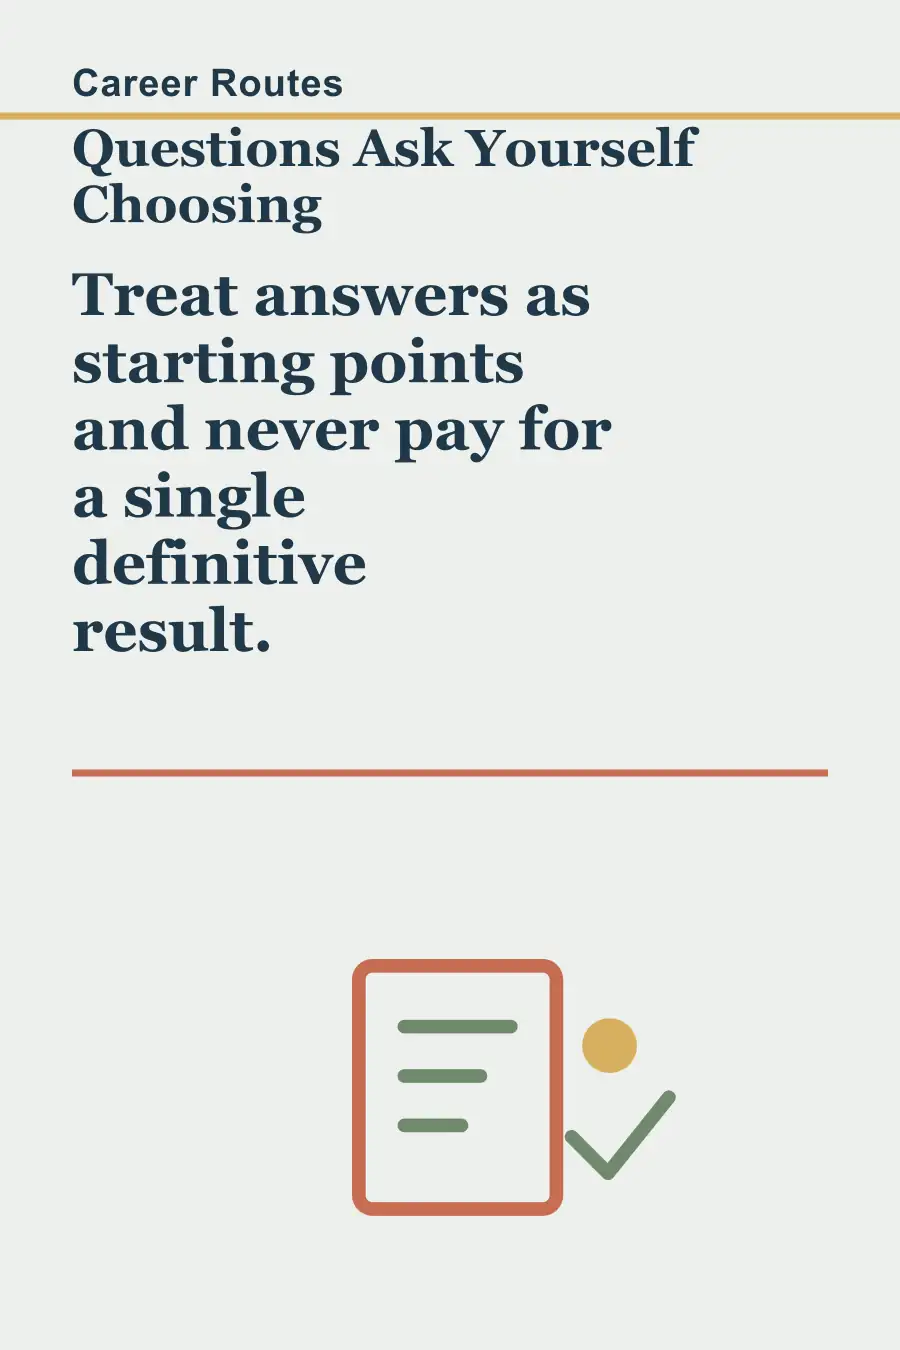 Career Routes
Questions Ask Yourself
Choosing
Treat answers as
starting points
and never pay for
a single
definitive
result.